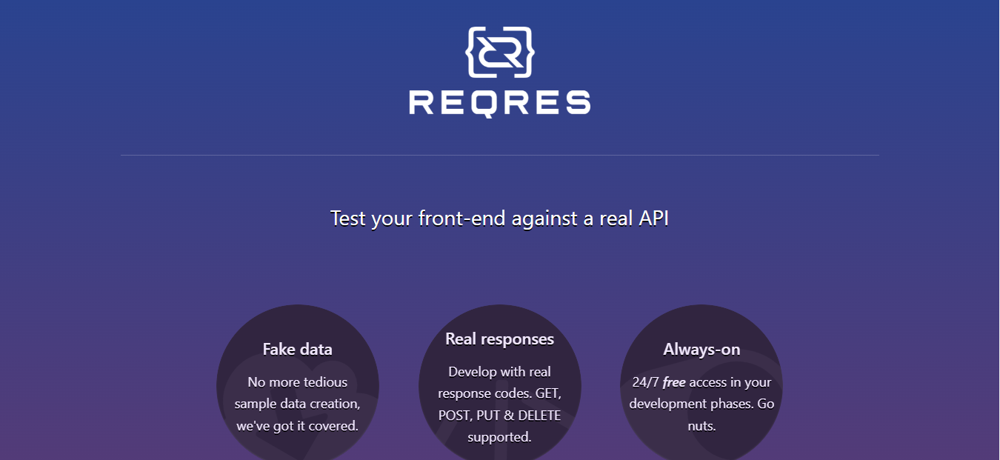 REQRES
Test your front-end against a real API
Fake data
No more tedious
sample data creation,
we've got it covered.
Real responses
Develop with real
response codes. GET,
POST, PUT & DELETE
supported.
Always-on
24/7 free access in your
development phases. Go
nuts.